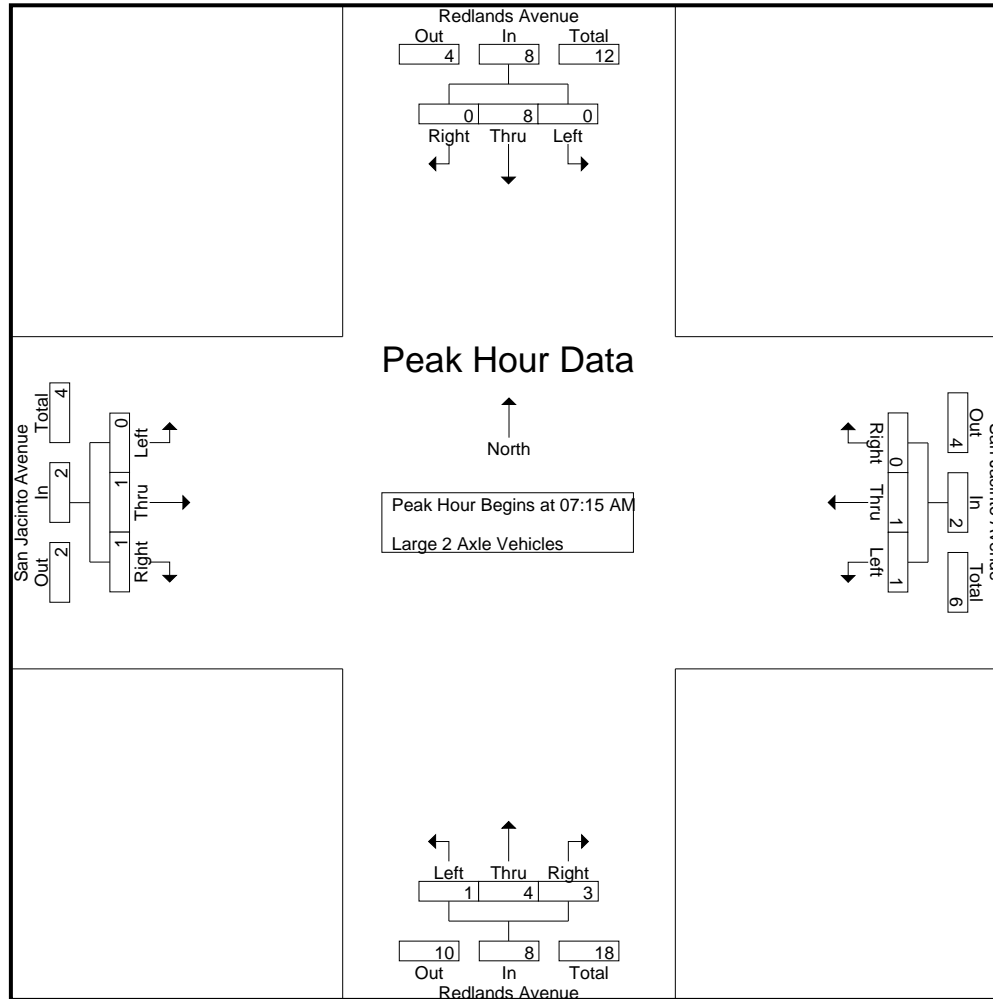 Redlands Avenue
Out In Total
4 8 12
0 8 0
Right Thru Left
Peak Hour Data
North
Peak Hour Begins at 07:15 AM
Large 2 Axle Vehicles
San Jacinto Avenue
Total In Out
4 2 2
0 1 1
Left Thru Right
Right Thru Left
0 1 1
4 2 6
Out In Total
San Jacinto Avenue
Left Thru Right
1 4 3
10 8 18
Out In Total
Redlands Avenue